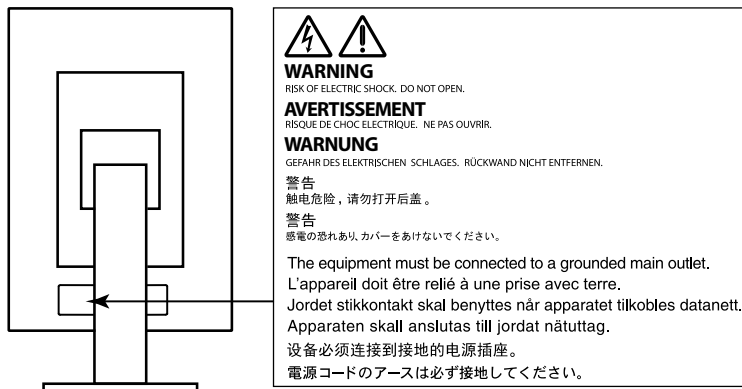 WARNING
RISK OF ELECTRIC SHOCK. DO NOT OPEN.
AVERTISSEMENT
RISQUE DE CHOC ELECTRIQUE. NE PAS OUVRIR.
WARNUNG
GEFAHR DES ELEKTRISCHEN SCHLAGES. RÜCKWAND NICHT ENTFERNEN.
警告
触电危险，请勿打开后盖。
警告
感電の恐れあり、カバーをあけないでください。
The equipment must be connected to a grounded main outlet.
L'appareil doit être relié à une prise avec terre.
Jordet stikkontakt skal benyttes når apparatet tilkobles datanett.
Apparaten skall anslutas till jordat nätuttag.
设备必须连接到接地的电源插座。
電源コードのアースは必ず接地してください。